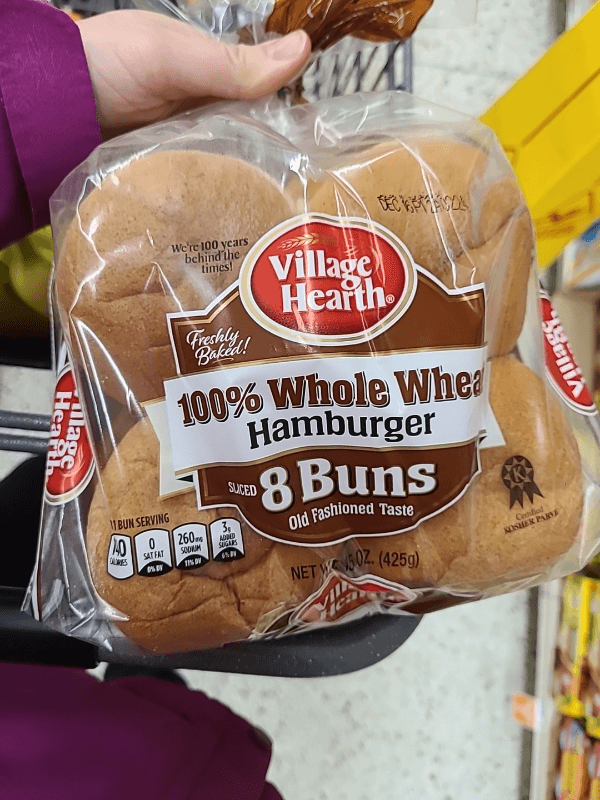 We're 100 years
behind the
times!
Village
Hearth®
Freshly
Baked!
100% Whole Whea
Hamburger
SLICED 8 Buns
Old Fashioned Taste
1 BUN SERVING
140
CALORIES
0
SAT FAT
0% DV
260mg
SODIUM
11% DV
3g
ADDED
SUGARS
6% DV
NET OZ. (425g)
Certified
KOSHER PARVE
Village
Hearth
Village